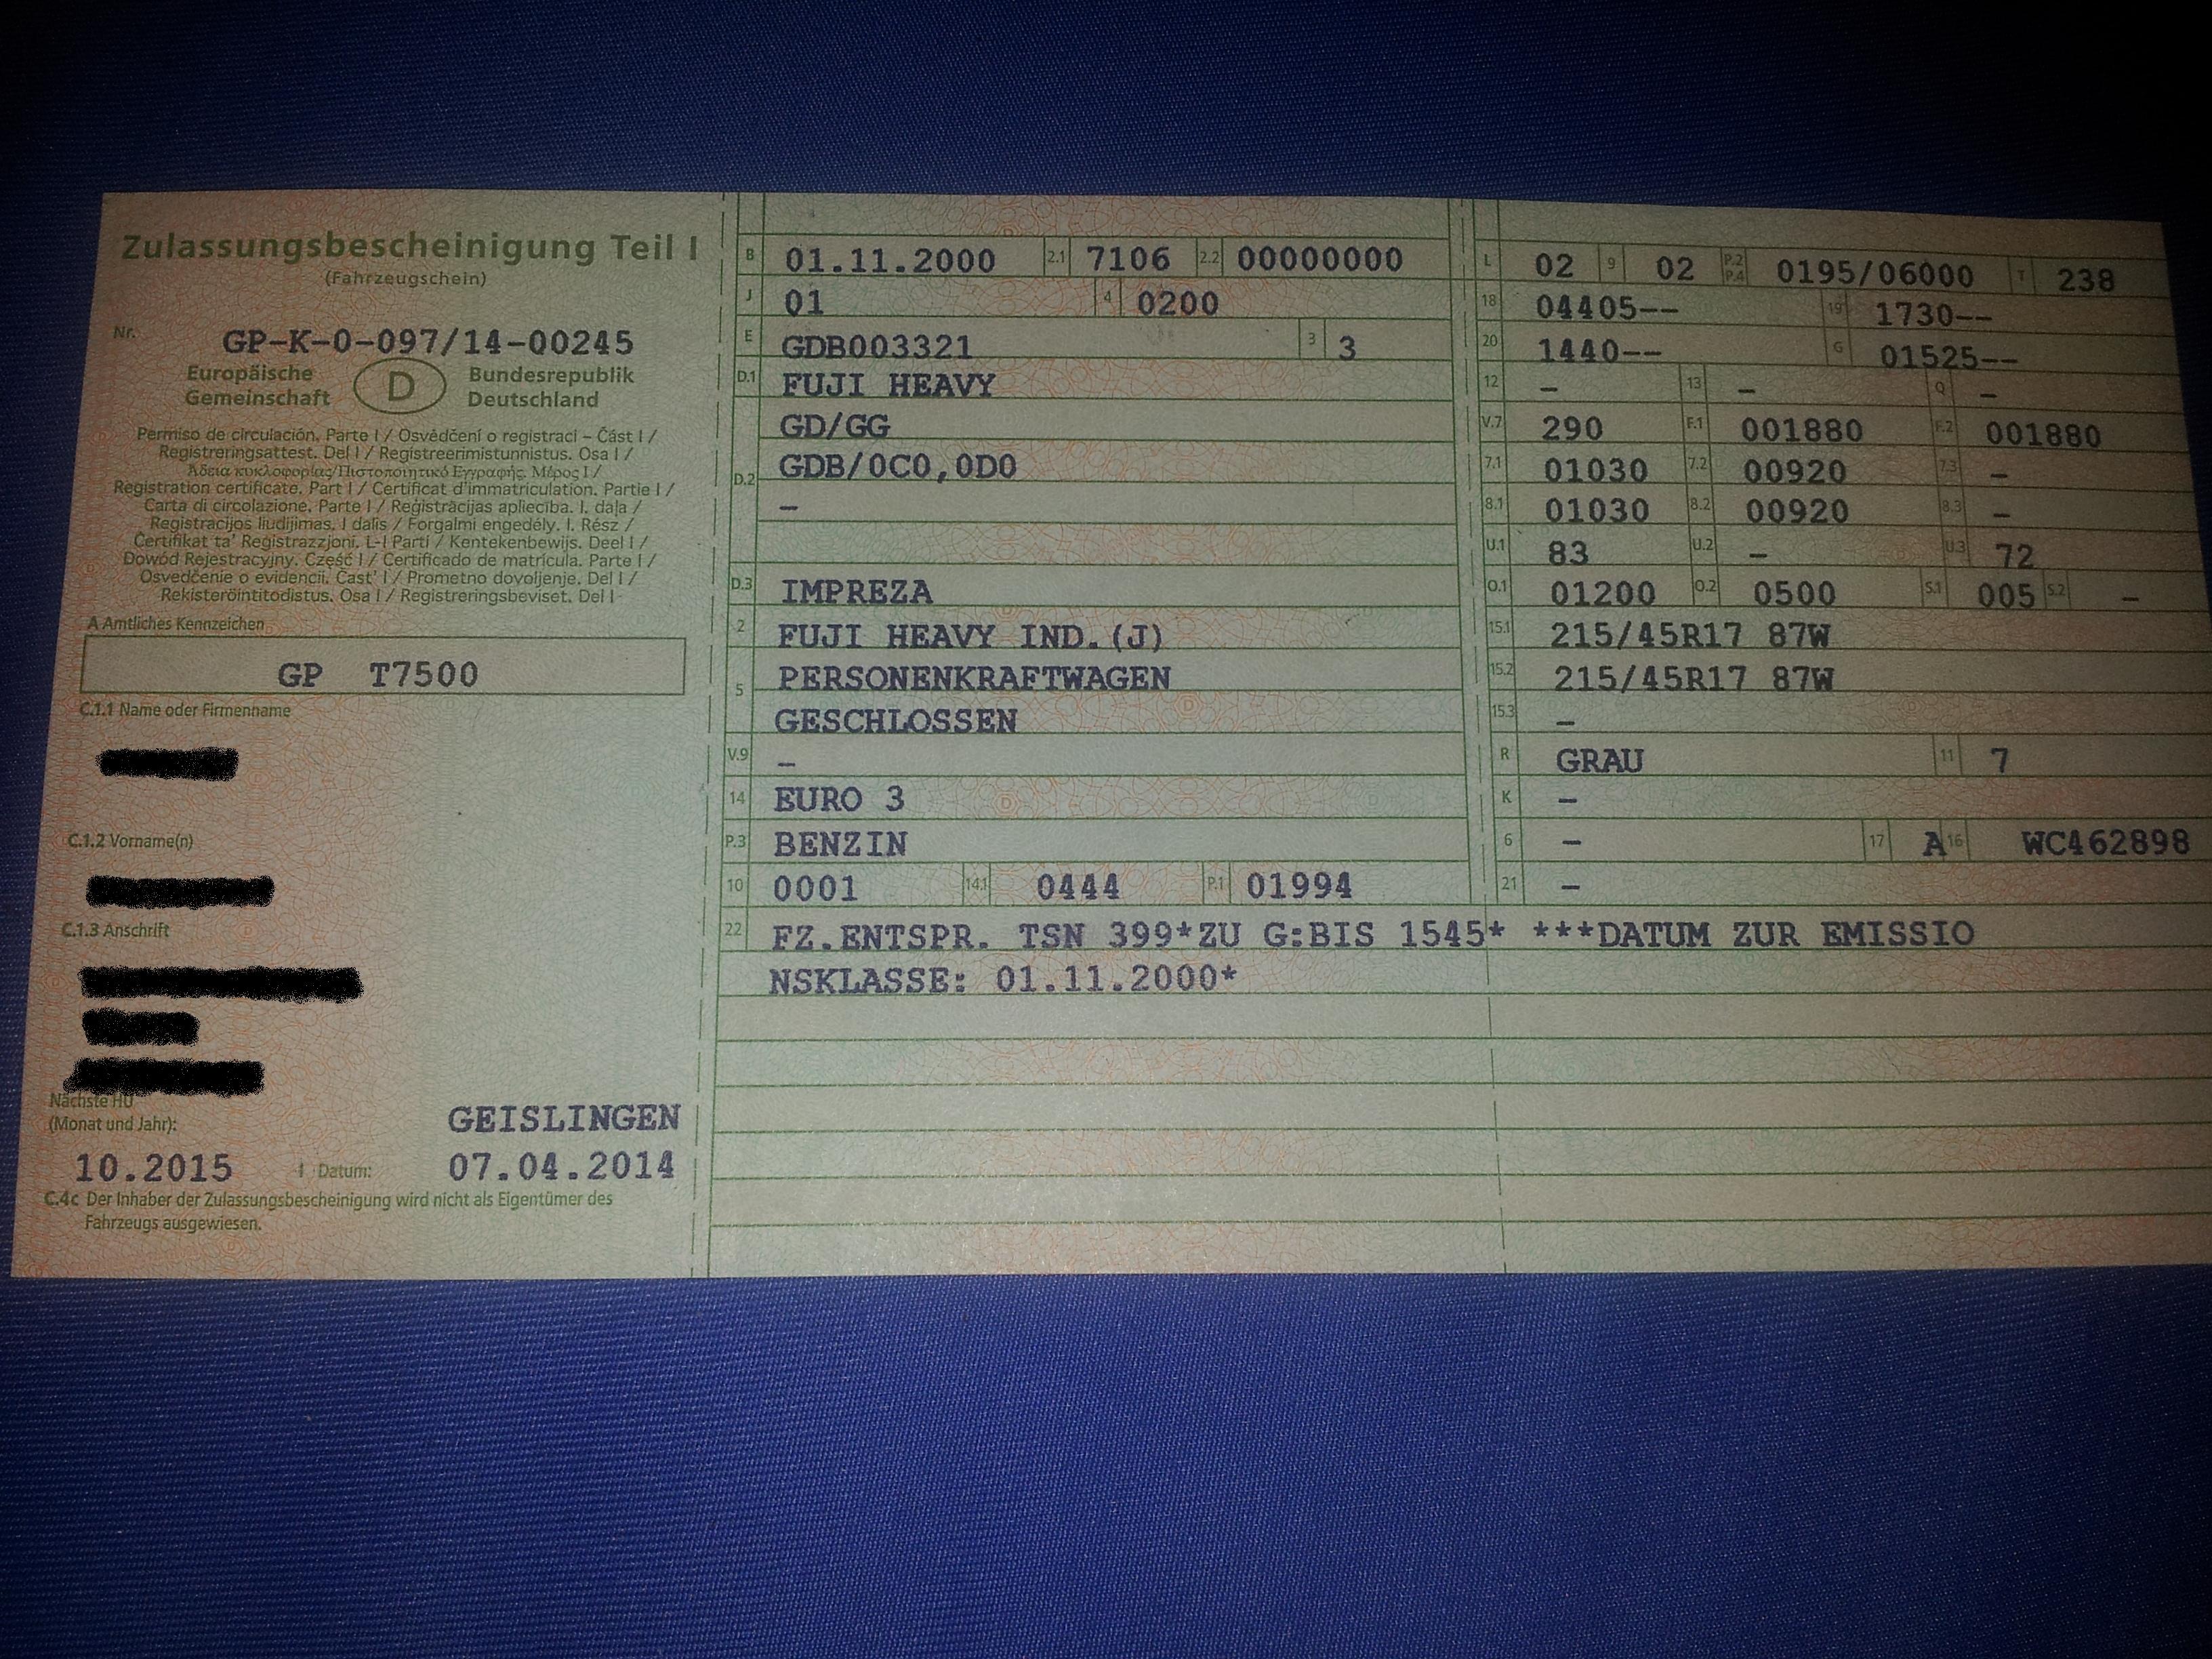 Zulassungsbescheinigung Teil I
(Fahrzeugschein)
Nr. GP-K-0-097/14-00245
Europäische Gemeinschaft D Bundesrepublik Deutschland
Permiso de circulación. Parte I / Osvědčení o registraci – Část I /
Registreringsattest. Del I / Registreerimistunnistus. Osa I /
Άδεια κυκλοφορίας/Πιστοποιητικό Εγγραφής. Μέρος I /
Registration certificate. Part I / Certificat d'immatriculation. Partie I /
Carta di circolazione. Parte I / Reģistrācijas apliecība. I. daļa /
Registracijos liudijimas. I dalis / Forgalmi engedély. I. Rész /
Ċertifikat ta' Reġistrazzjoni. L-I Parti / Kentekenbewijs. Deel I /
Dowód Rejestracyjny. Część I / Certificado de matrícula. Parte I /
Osvedčenie o evidencii. Časť I / Prometno dovoljenje. Del I /
Rekisteröintitodistus. Osa I / Registreringsbeviset. Del I
A Amtliches Kennzeichen
GP T7500
C.1.1 Name oder Firmenname
C.1.2 Vorname(n)
C.1.3 Anschrift
Nächste HU
(Monat und Jahr):
GEISLINGEN
10.2015 I Datum: 07.04.2014
C.4c Der Inhaber der Zulassungsbescheinigung wird nicht als Eigentümer des
Fahrzeugs ausgewiesen.
B 01.11.2000 2.1 7106 2.2 00000000
J 01 4 0200
E GDB003321 3 3
D.1 FUJI HEAVY
D.2 GD/GG
GDB/0C0,0D0
–
D.3 IMPREZA
2 FUJI HEAVY IND.(J)
5 PERSONENKRAFTWAGEN
GESCHLOSSEN
V.9 –
14 EURO 3
P.3 BENZIN
10 0001 14.1 0444 P.1 01994
L 02 9 02 P.2 P.4 0195/06000 T 238
18 04405-- 19 1730--
20 1440-- G 01525--
12 – 13 – Q –
V.7 290 F.1 001880 F.2 001880
7.1 01030 7.2 00920 7.3 –
8.1 01030 8.2 00920 8.3 –
U.1 83 U.2 – U.3 72
O.1 01200 O.2 0500 S.1 005 S.2 –
15.1 215/45R17 87W
15.2 215/45R17 87W
15.3 –
R GRAU 11 7
K –
6 – 17 A 16 WC462898
21 –
22 FZ.ENTSPR. TSN 399*ZU G:BIS 1545* ***DATUM ZUR EMISSIO
NSKLASSE: 01.11.2000*